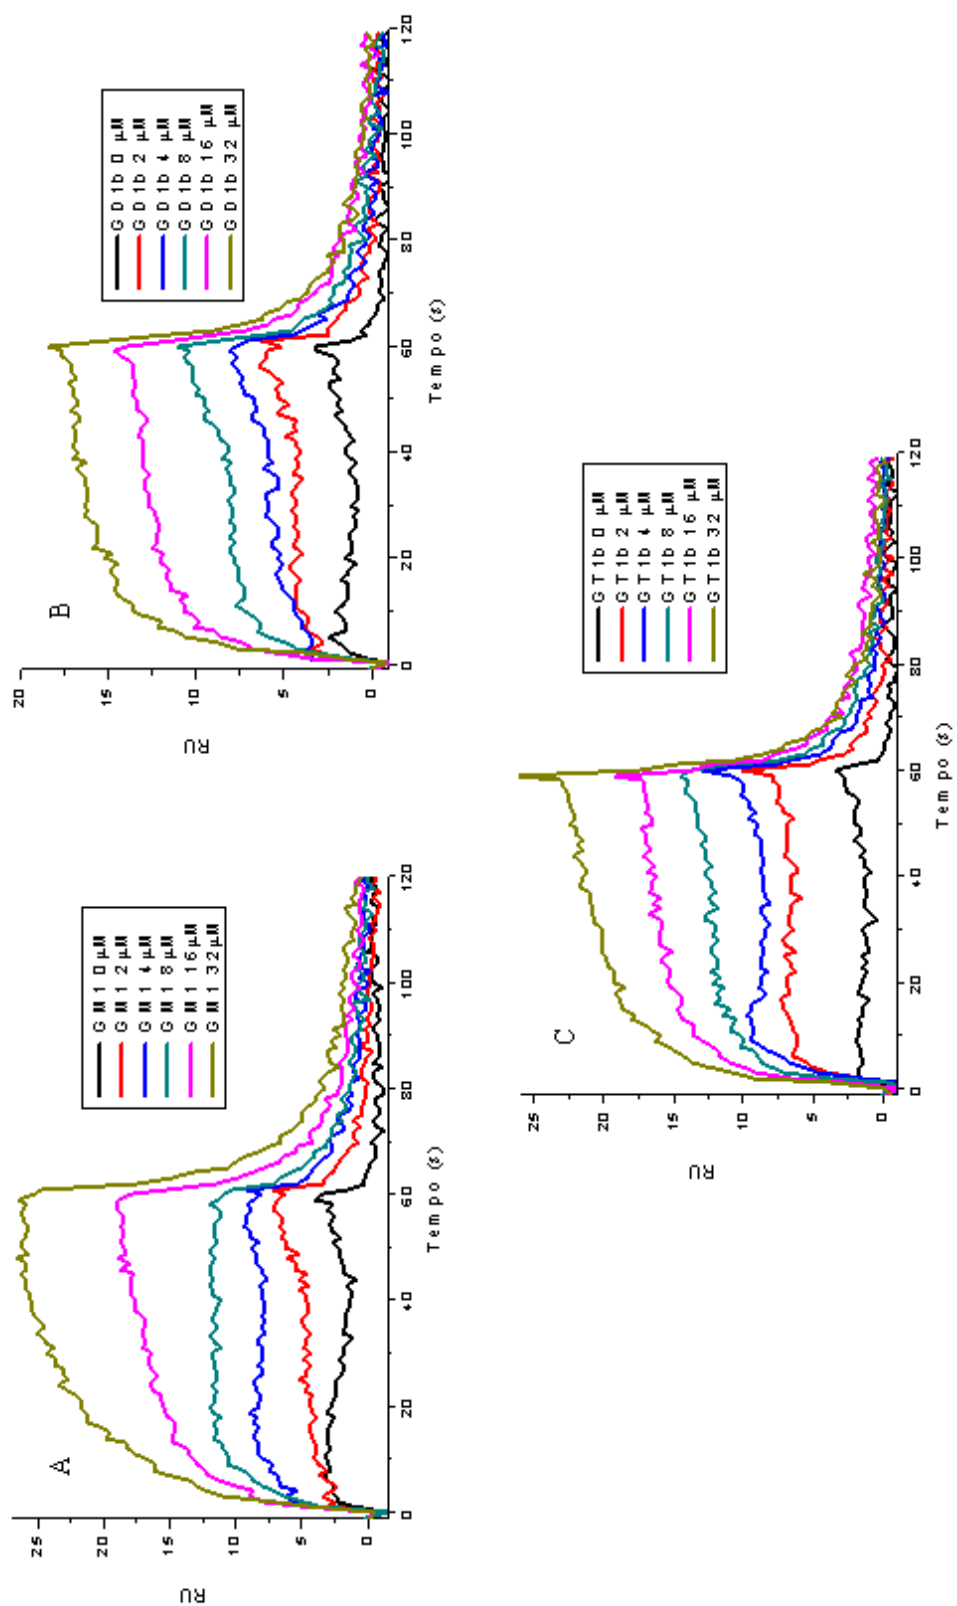 A
RU
25
20
15
10
5
0
0 20 40 60 80 100 120
Tempo (s)
GM1 0 µM
GM1 2 µM
GM1 4 µM
GM1 8 µM
GM1 16 µM
GM1 32 µM
B
RU
20
15
10
5
0
0 20 40 60 80 100 120
Tempo (s)
GD1b 0 µM
GD1b 2 µM
GD1b 4 µM
GD1b 8 µM
GD1b 16 µM
GD1b 32 µM
C
RU
25
20
15
10
5
0
0 20 40 60 80 100 120
Tempo (s)
GT1b 0 µM
GT1b 2 µM
GT1b 4 µM
GT1b 8 µM
GT1b 16 µM
GT1b 32 µM